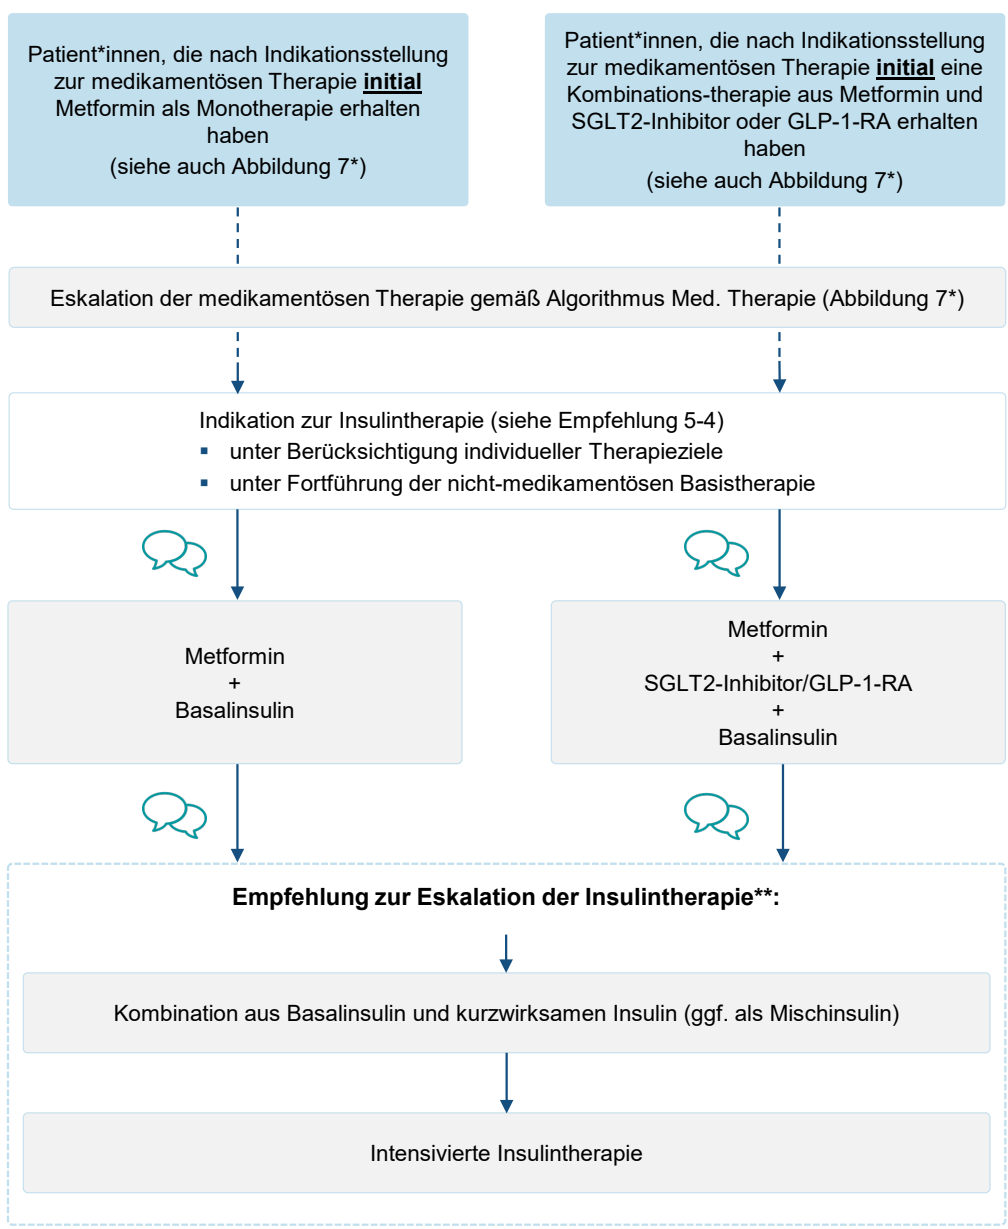 Patient*innen, die nach Indikationsstellung
zur medikamentösen Therapie initial
Metformin als Monotherapie erhalten
haben
(siehe auch Abbildung 7*)
Patient*innen, die nach Indikationsstellung
zur medikamentösen Therapie initial eine
Kombinations-therapie aus Metformin und
SGLT2-Inhibitor oder GLP-1-RA erhalten
haben
(siehe auch Abbildung 7*)
Eskalation der medikamentösen Therapie gemäß Algorithmus Med. Therapie (Abbildung 7*)
Indikation zur Insulintherapie (siehe Empfehlung 5-4)
▪ unter Berücksichtigung individueller Therapieziele
▪ unter Fortführung der nicht-medikamentösen Basistherapie
Metformin
+
Basalinsulin
Metformin
+
SGLT2-Inhibitor/GLP-1-RA
+
Basalinsulin
Empfehlung zur Eskalation der Insulintherapie**:
Kombination aus Basalinsulin und kurzwirksamen Insulin (ggf. als Mischinsulin)
Intensivierte Insulintherapie